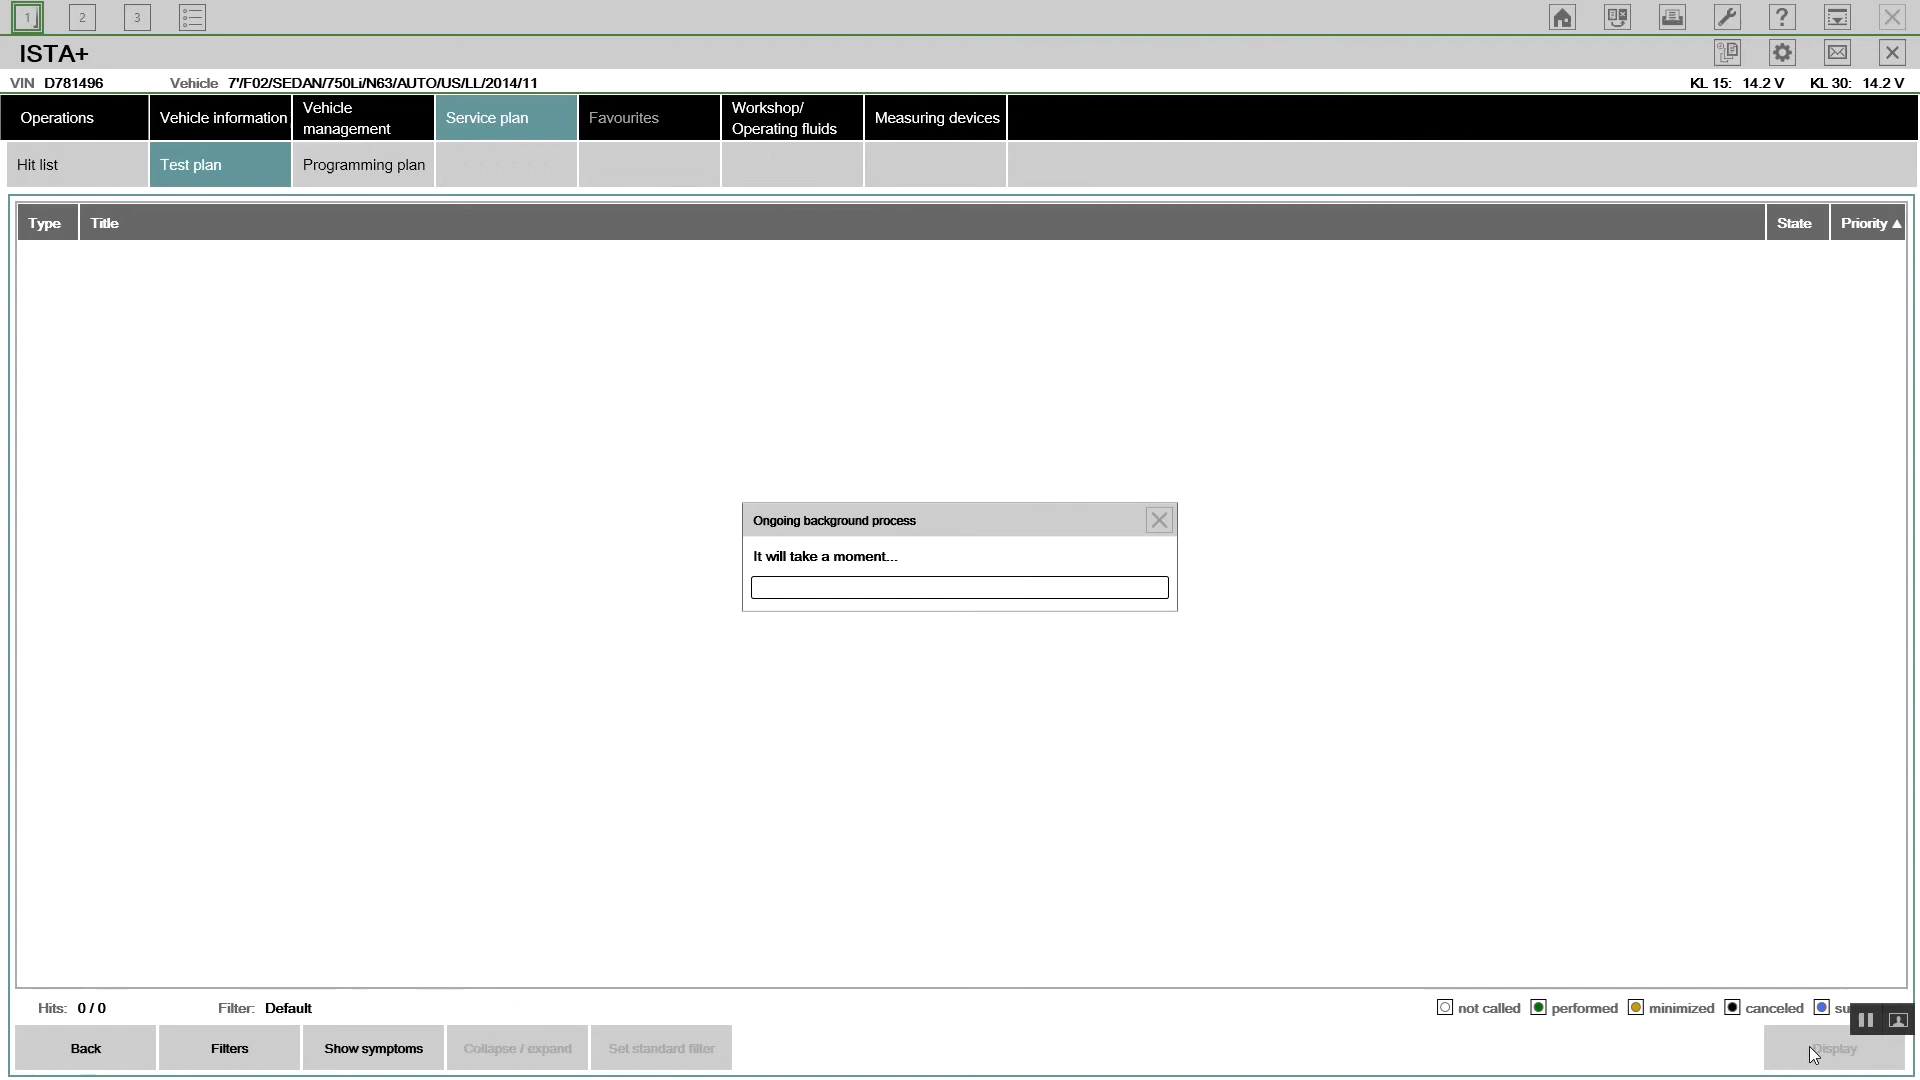 1
2
3
ISTA+
VIN D781496 Vehicle 7'/F02/SEDAN/750Li/N63/AUTO/US/LL/2014/11 KL 15: 14.2 V KL 30: 14.2 V
Operations
Vehicle information
Vehicle
management
Service plan
Favourites
Workshop/
Operating fluids
Measuring devices
Hit list
Test plan
Programming plan
Type Title State Priority ▲
Ongoing background process
It will take a moment...
Hits: 0 / 0 Filter: Default
not called performed minimized canceled su
Back Filters Show symptoms Collapse / expand Set standard filter Display